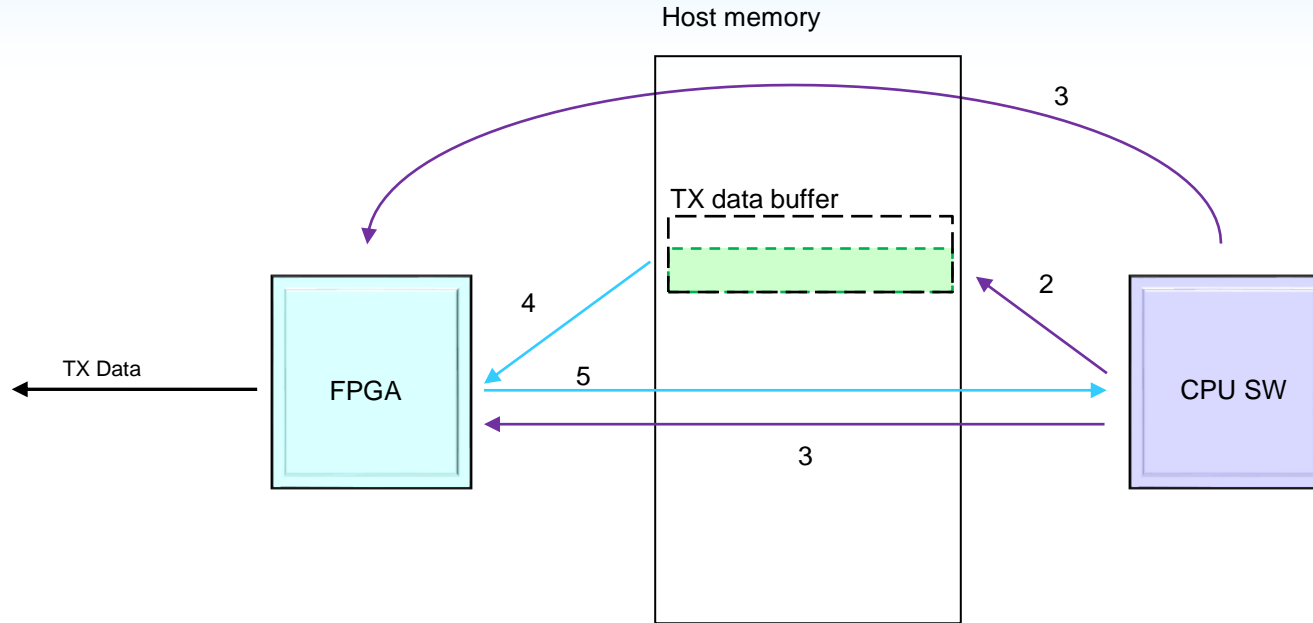 Host memory
3
TX data buffer
2
4
TX Data
5
FPGA
CPU SW
3